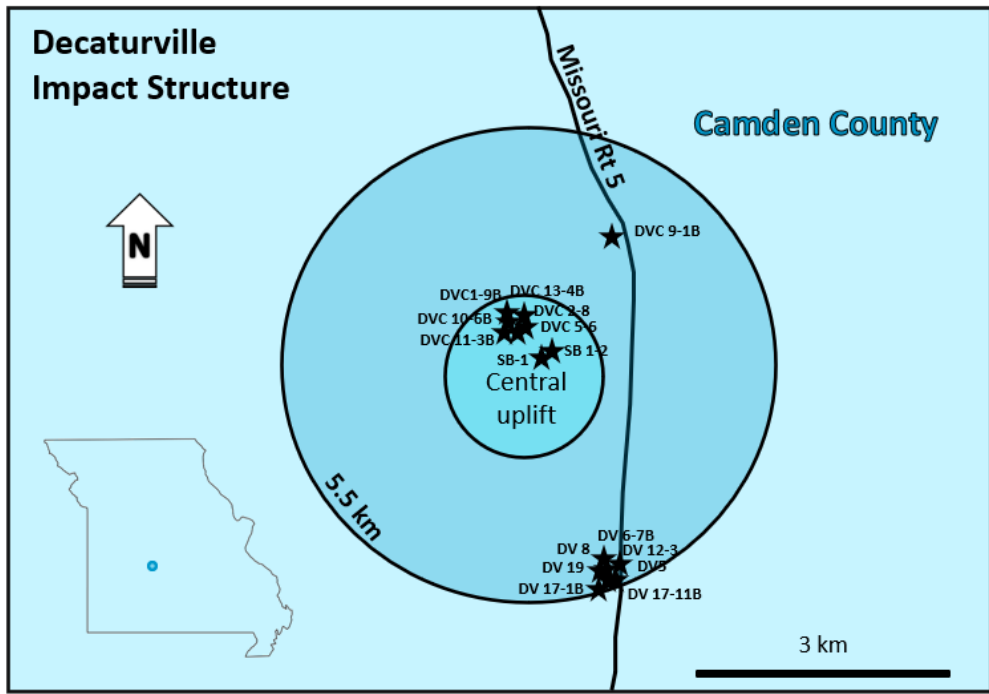 Decaturville
Impact Structure
Missouri Rt 5
Camden County
N
DVC 9-1B
DVC 13-4B
DVC1-9B
DVC 2-8
DVC 10-6B
DVC 5-6
DVC 11-3B
SB 1-2
SB-1
Central
uplift
5.5 km
DV 6-7B
DV 8
DV 12-3
DV 19
DV5
DV 17-1B
DV 17-11B
3 km